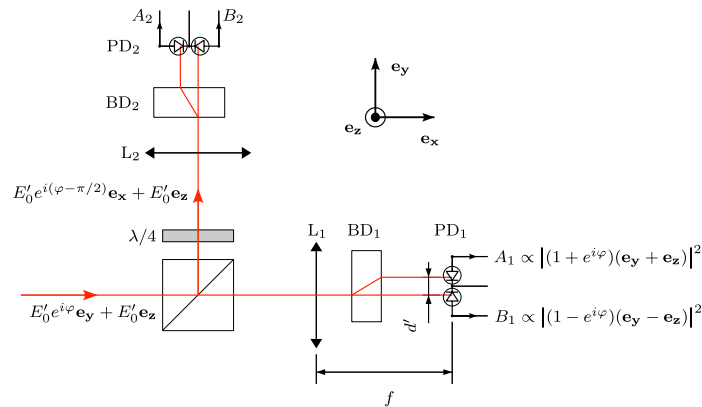 A₂ B₂
PD₂
e_y
BD₂
e_z e_x
L₂
E′₀e^{i(φ−π/2)}e_x + E′₀e_z
λ/4 L₁ BD₁ PD₁
A₁ ∝ |(1 + e^{iφ})(e_y + e_z)|²
E′₀e^{iφ}e_y + E′₀e_z
B₁ ∝ |(1 − e^{iφ})(e_y − e_z)|²
d′
f